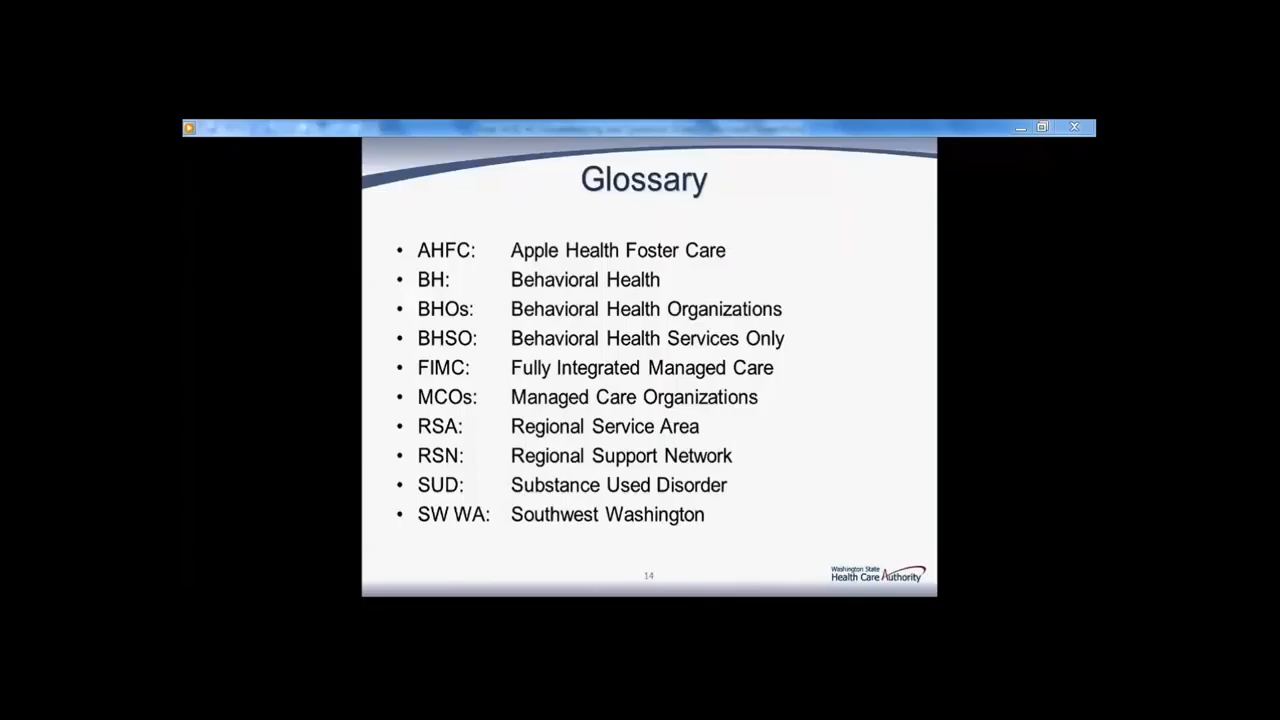 Glossary
• AHFC: Apple Health Foster Care
• BH: Behavioral Health
• BHOs: Behavioral Health Organizations
• BHSO: Behavioral Health Services Only
• FIMC: Fully Integrated Managed Care
• MCOs: Managed Care Organizations
• RSA: Regional Service Area
• RSN: Regional Support Network
• SUD: Substance Used Disorder
• SW WA: Southwest Washington
14
Washington State
Health Care Authority